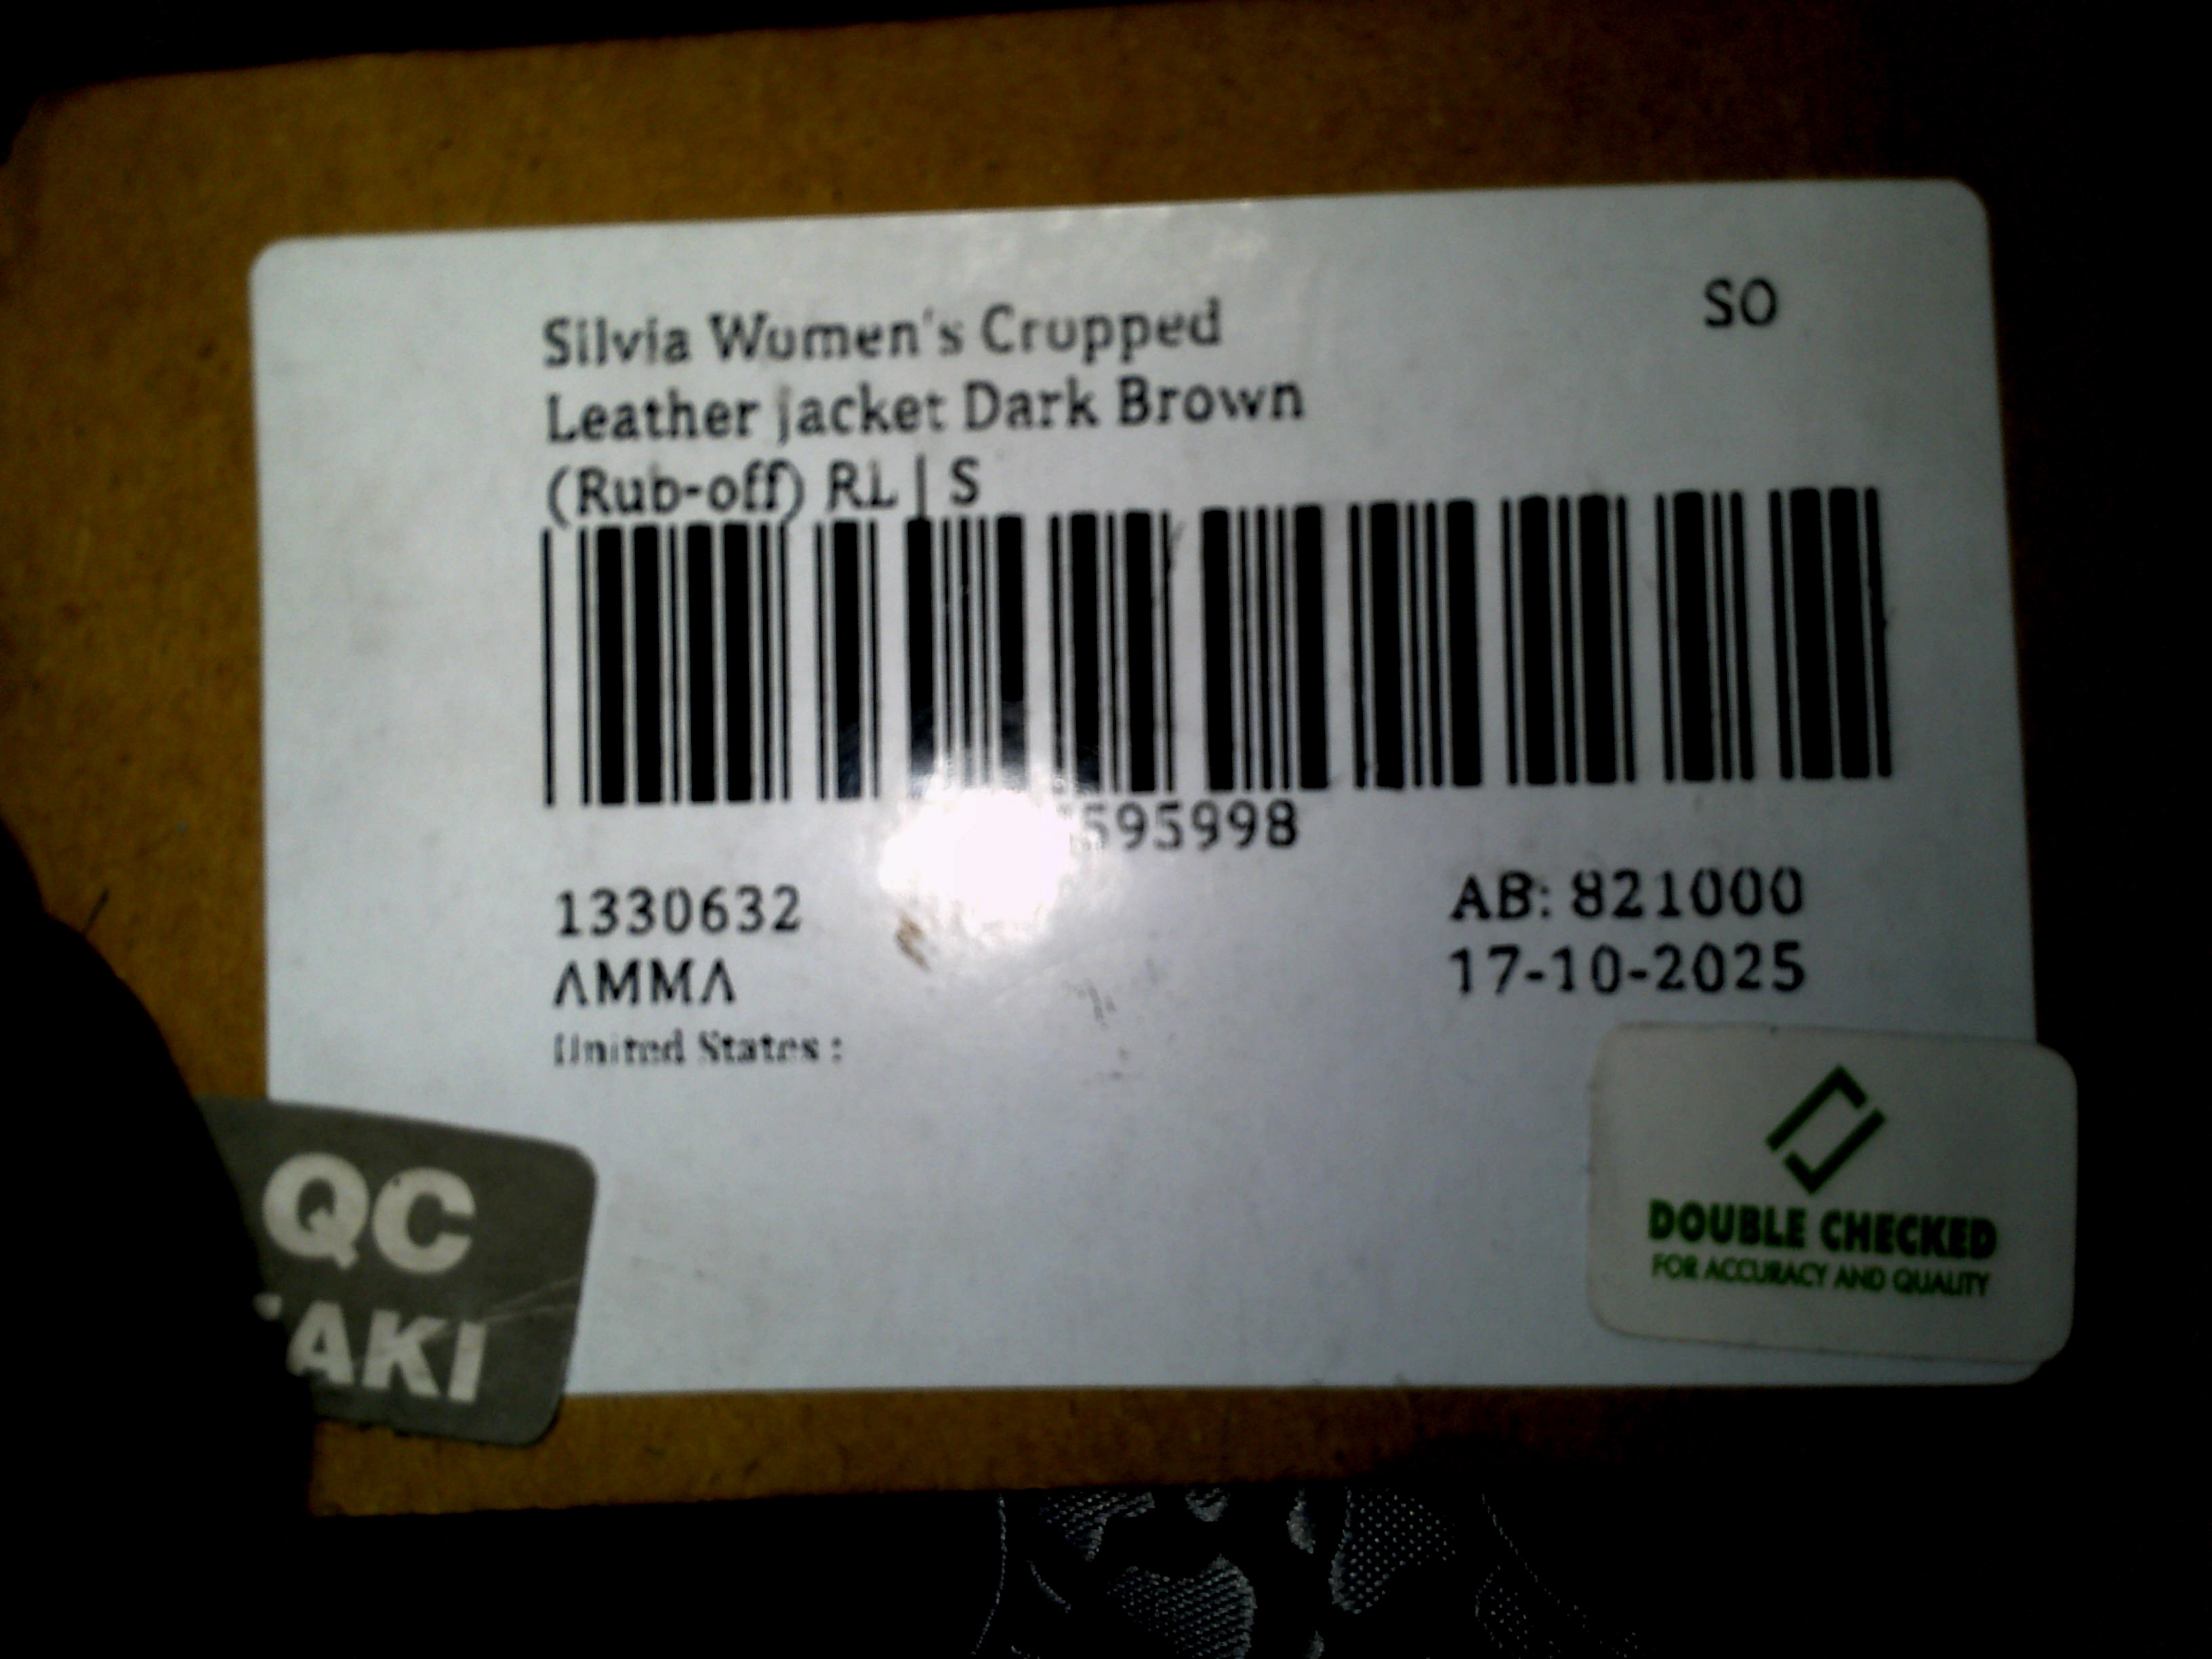 Silvia Women's Cropped
SO
Leather Jacket Dark Brown
(Rub-off) RL | S
595998
1330632
AB: 821000
AMMA
17-10-2025
United States :
QC
DOUBLE CHECKED
FOR ACCURACY AND QUALITY